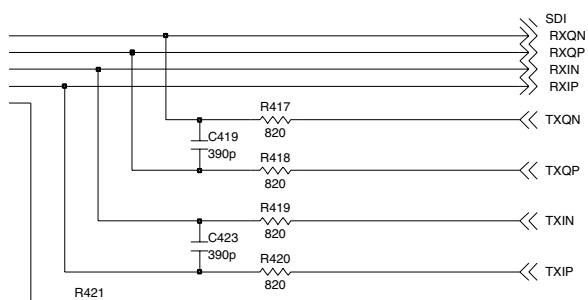 SDI
RXQN
RXQP
RXIN
RXIP
R417
820
TXQN
C419
390p
R418
820
TXQP
R419
820
TXIN
C423
390p
R420
820
TXIP
R421